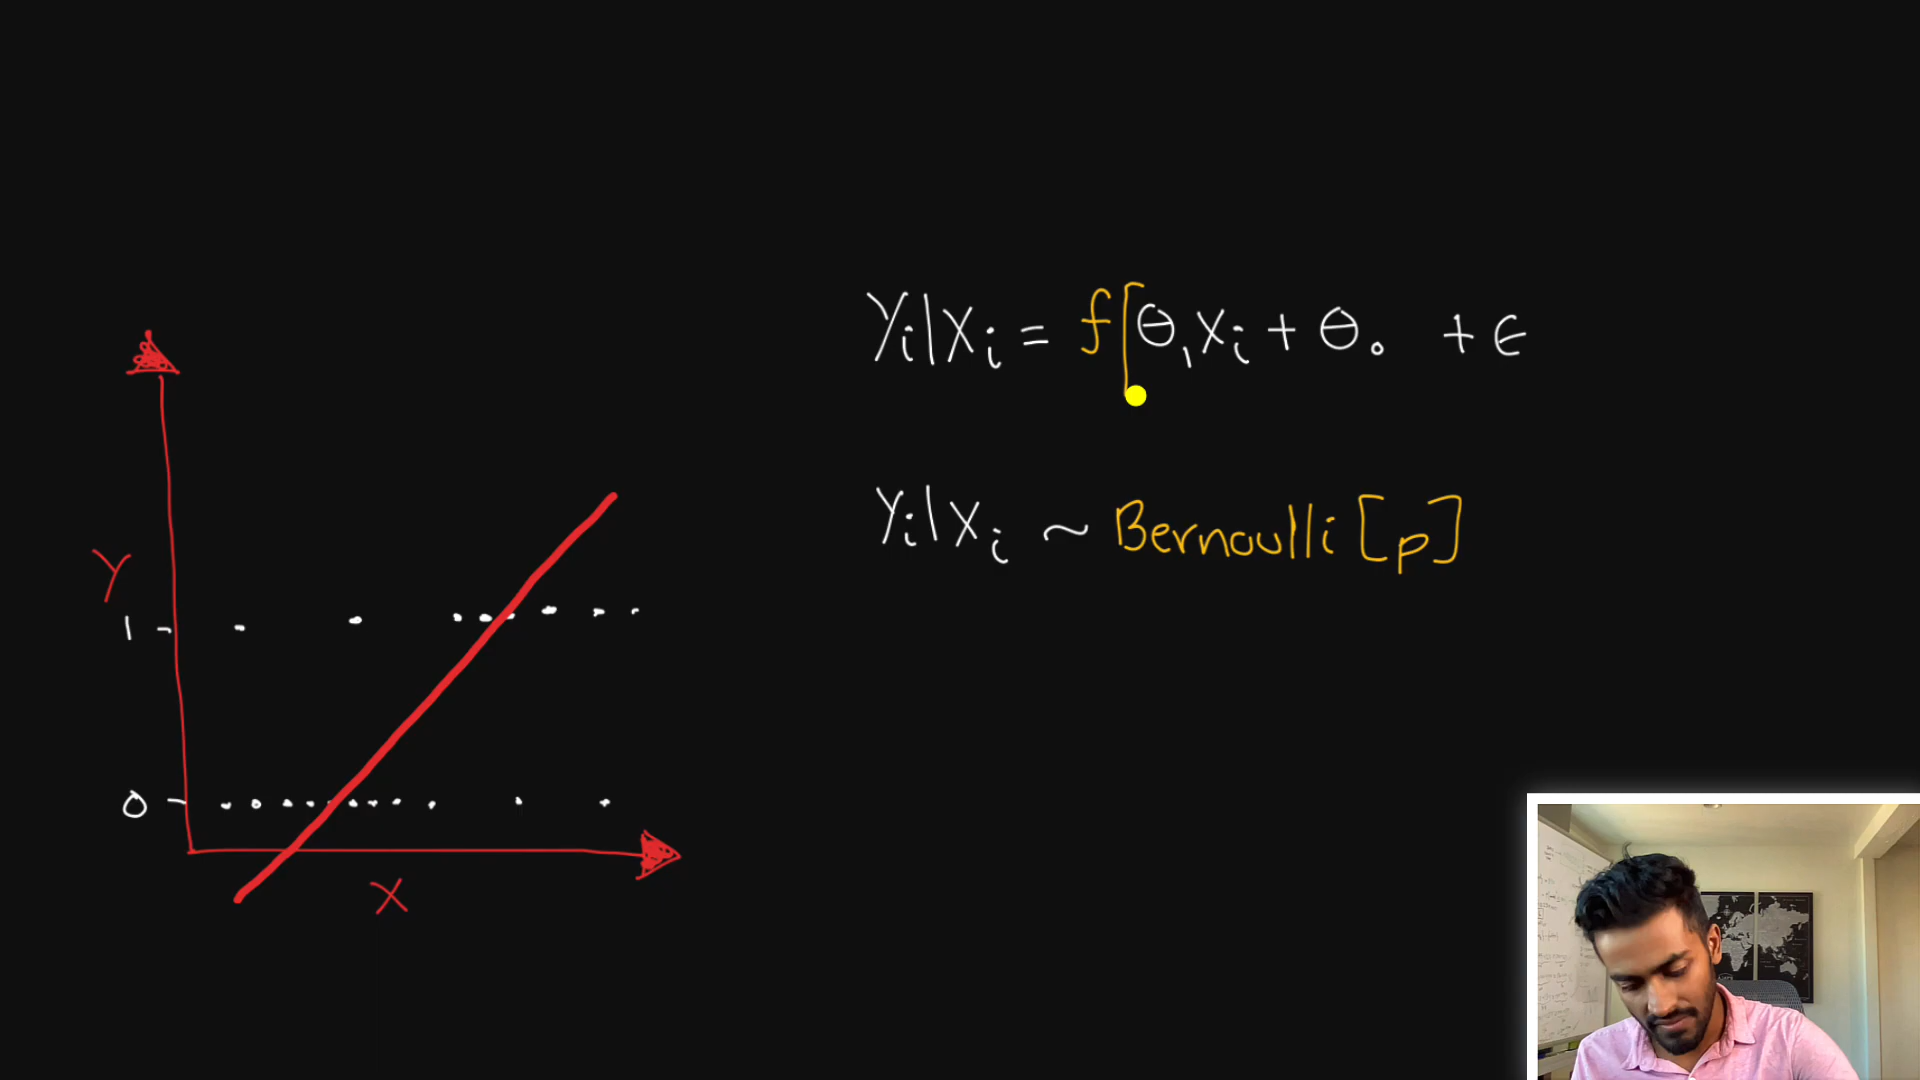 Yi|Xi = f[θ₁Xi + θ₀ + ϵ
Yi|Xi ~ Bernoulli[p]
Y
1
0
X